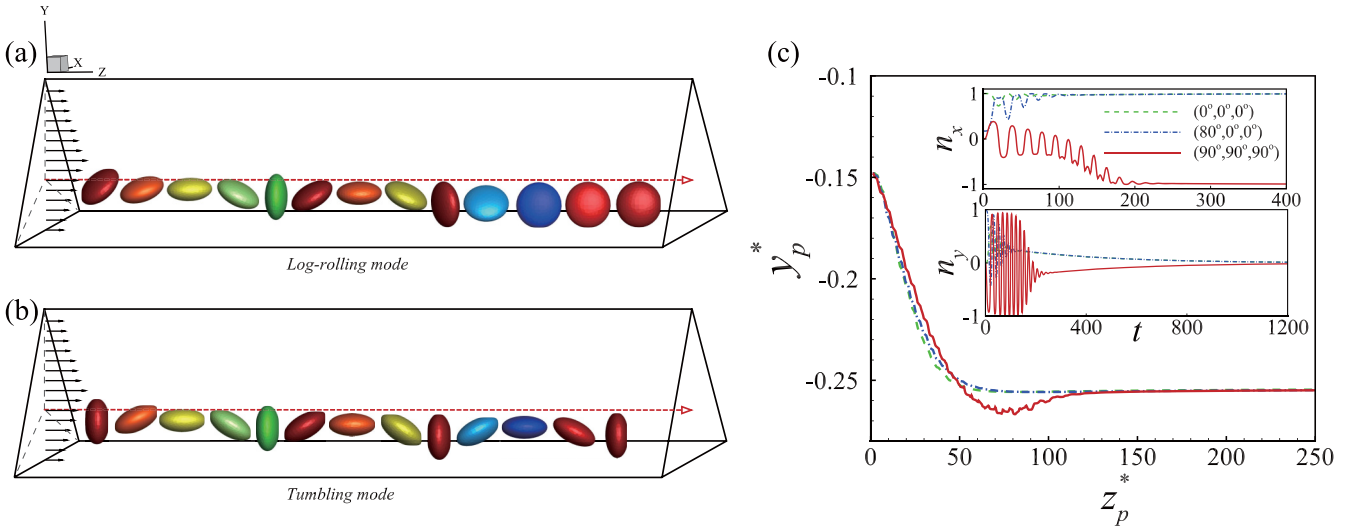 (a)
Y
X
Z
Log-rolling mode
(b)
Tumbling mode
(c)
-0.1
-0.15
-0.2
-0.25
y*p
0 50 100 150 200 250
z*p
1
0
-1
nx
(0°,0°,0°)
(80°,0°,0°)
(90°,90°,90°)
0 100 200 300 400
1
0
-1
ny
0 400 800 1200
t